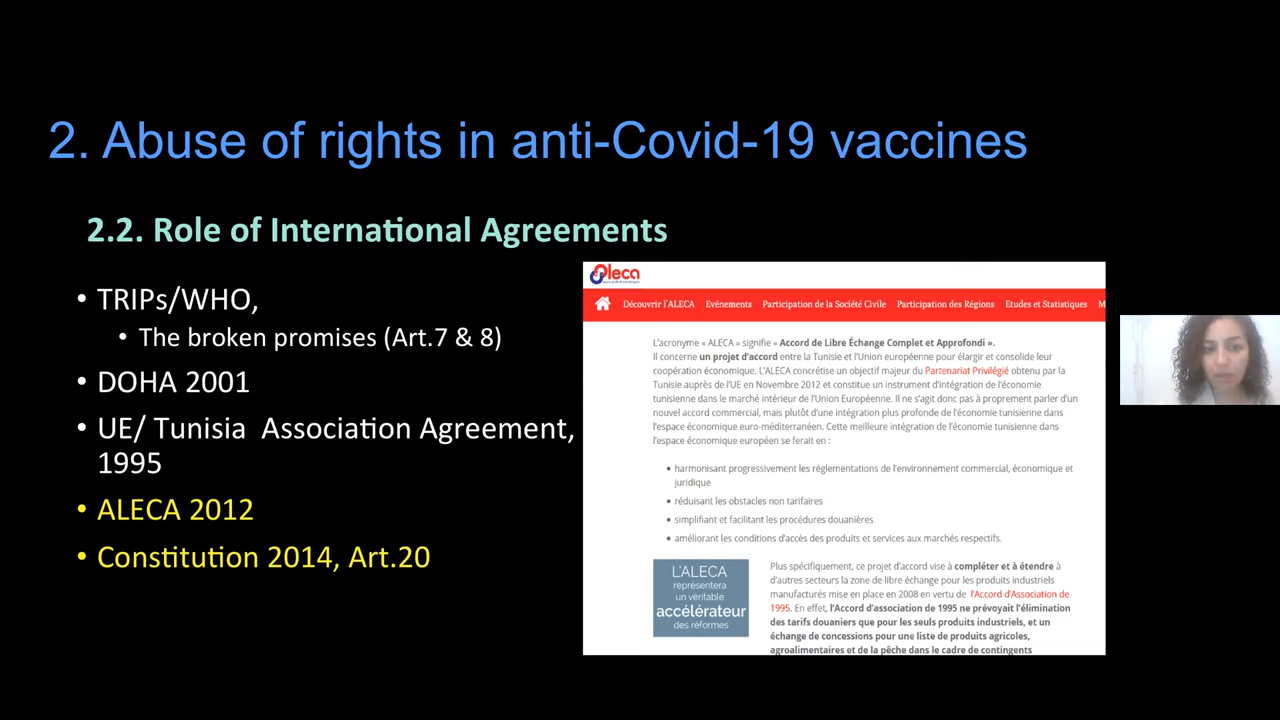 2. Abuse of rights in anti-Covid-19 vaccines
2.2. Role of International Agreements
• TRIPs/WHO,
• The broken promises (Art.7 & 8)
• DOHA 2001
• UE/ Tunisia Association Agreement,
1995
• ALECA 2012
• Constitution 2014, Art.20
aleca
Découvrir l'ALECA Evénements Participation de la Société Civile Participation des Régions Etudes et Statistiques M
L'acronyme « ALECA » signifie « Accord de Libre Échange Complet et Approfondi ».
Il concerne un projet d'accord entre la Tunisie et l'Union européenne pour élargir et consolide leur
coopération économique. L'ALECA concrétise un objectif majeur du Partenariat Privilégié obtenu par la
Tunisie auprès de l'UE en Novembre 2012 et constitue un instrument d'intégration de l'économie
tunisienne dans le marché intérieur de l'Union Européenne. Il ne s'agit donc pas à proprement parler d'un
nouvel accord commercial, mais plutôt d'une intégration plus profonde de l'économie tunisienne dans
l'espace économique euro-méditerranéen. Cette meilleure intégration de l'économie tunisienne dans
l'espace économique européen se ferait en :
• harmonisant progressivement les réglementations de l'environnement commercial, économique et
juridique
• réduisant les obstacles non tarifaires
• simplifiant et facilitant les procédures douanières
• améliorant les conditions d'accès des produits et services aux marchés respectifs.
L'ALECA
représentera
un véritable
accélérateur
des réformes
Plus spécifiquement, ce projet d'accord vise à compléter et à étendre à
d'autres secteurs la zone de libre échange pour les produits industriels
manufacturés mise en place en 2008 en vertu de l'Accord d'Association de
1995. En effet, l'Accord d'association de 1995 ne prévoyait l'élimination
des tarifs douaniers que pour les seuls produits industriels, et un
échange de concessions pour une liste de produits agricoles,
agroalimentaires et de la pêche dans le cadre de contingents